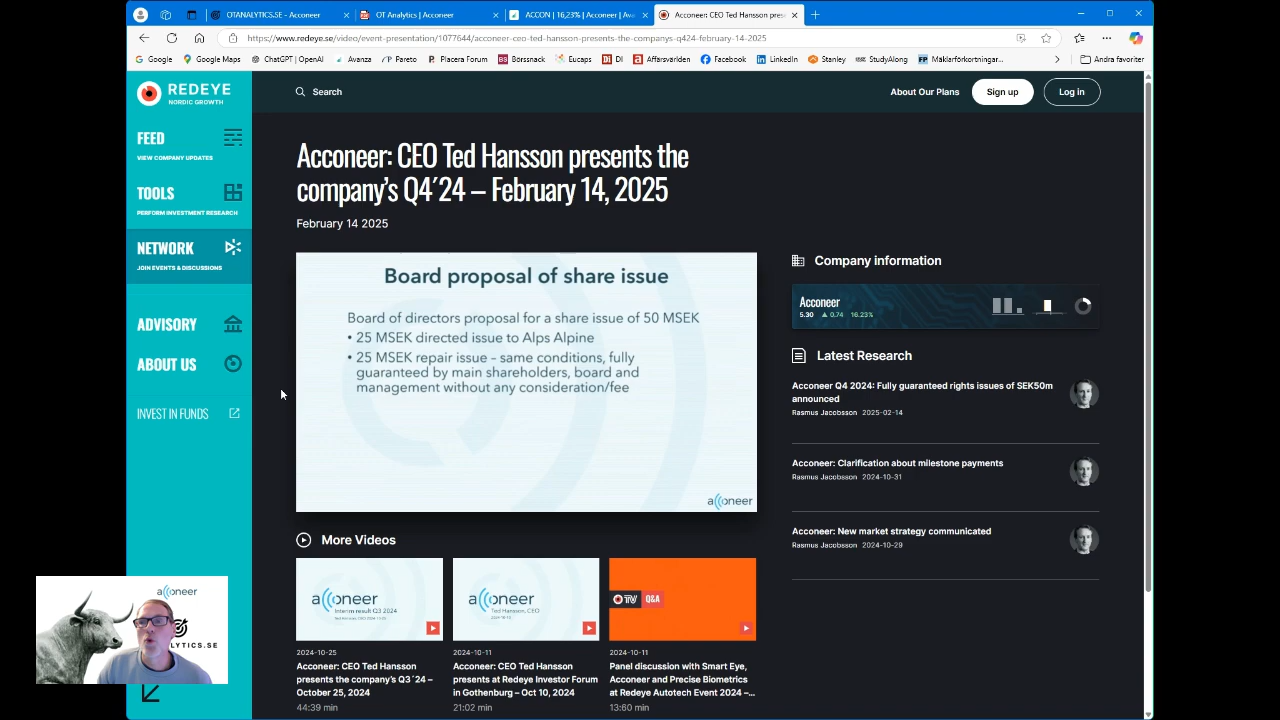 OTANALYTICS.SE - Acconeer
OT Analytics | Acconeer
ACCON | 16,23% | Acconeer | Ava
Acconeer: CEO Ted Hansson pres
https://www.redeye.se/video/event-presentation/1077644/acconeer-ceo-ted-hansson-presents-the-companys-q424-february-14-2025
Google
Google Maps
ChatGPT | OpenAI
Avanza
Pareto
Placera Forum
Börssnack
Eucaps
DI
Affärsvärlden
Facebook
LinkedIn
Stanley
StudyAlong
Mäklarförkortningar...
Andra favoriter
REDEYE
NORDIC GROWTH
Search
About Our Plans
Sign up
Log in
FEED
VIEW COMPANY UPDATES
TOOLS
PERFORM INVESTMENT RESEARCH
NETWORK
JOIN EVENTS & DISCUSSIONS
ADVISORY
ABOUT US
INVEST IN FUNDS
Acconeer: CEO Ted Hansson presents the
company's Q4´24 – February 14, 2025
February 14 2025
Board proposal of share issue
Board of directors proposal for a share issue of 50 MSEK
• 25 MSEK directed issue to Alps Alpine
• 25 MSEK repair issue – same conditions, fully
guaranteed by main shareholders, board and
management without any consideration/fee
acconeer
Company information
Acconeer
5.30 ▲ 0.74 16.23%
Latest Research
Acconeer Q4 2024: Fully guaranteed rights issues of SEK50m
announced
Rasmus Jacobsson 2025-02-14
Acconeer: Clarification about milestone payments
Rasmus Jacobsson 2024-10-31
Acconeer: New market strategy communicated
Rasmus Jacobsson 2024-10-29
More Videos
acconeer
Interim result Q3 2024
acconeer
Ted Hansson, CEO
TV Q&A
2024-10-25
Acconeer: CEO Ted Hansson
presents the company's Q3 ´24 –
October 25, 2024
44:39 min
2024-10-11
Acconeer: CEO Ted Hansson
presents at Redeye Investor Forum
in Gothenburg – Oct 10, 2024
21:02 min
2024-10-11
Panel discussion with Smart Eye,
Acconeer and Precise Biometrics
at Redeye Autotech Event 2024 –...
13:60 min
acconeer
LYTICS.SE